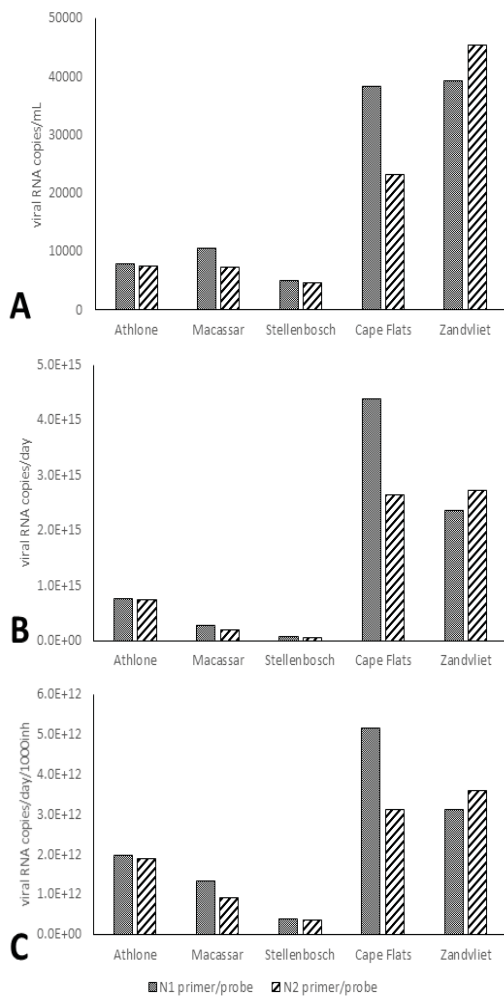 50000
40000
30000
20000
10000
0
viral RNA copies/mL
A
Athlone Macassar Stellenbosch Cape Flats Zandvliet
5.0E+15
4.0E+15
3.0E+15
2.0E+15
1.0E+15
0.0E+00
viral RNA copies/day
B
Athlone Macassar Stellenbosch Cape Flats Zandvliet
6.0E+12
5.0E+12
4.0E+12
3.0E+12
2.0E+12
1.0E+12
0.0E+00
viral RNA copies/day/1000inh
C
Athlone Macassar Stellenbosch Cape Flats Zandvliet
N1 primer/probe N2 primer/probe